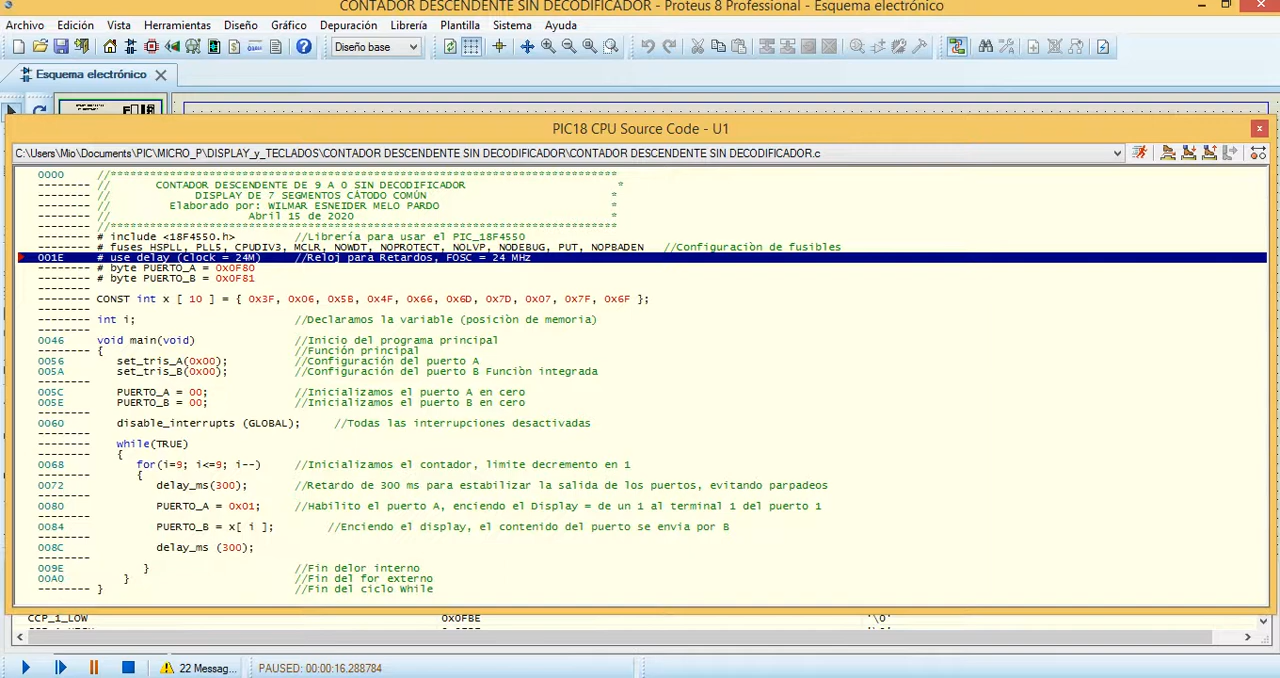 CONTADOR DESCENDENTE SIN DECODIFICADOR - Proteus 8 Professional - Esquema electrónico
Archivo Edición Vista Herramientas Diseño Gráfico Depuración Librería Plantilla Sistema Ayuda
Diseño base
Esquema electrónico
PIC18 CPU Source Code - U1
C:\Users\Mio\Documents\PIC\MICRO_P\DISPLAY_y_TECLADOS\CONTADOR DESCENDENTE SIN DECODIFICADOR\CONTADOR DESCENDENTE SIN DECODIFICADOR.c
0000 //******************************************************************************
-------- // CONTADOR DESCENDENTE DE 9 A 0 SIN DECODIFICADOR *
-------- // DISPLAY DE 7 SEGMENTOS CÁTODO COMÚN *
-------- // Elaborado por: WILMAR ESNEIDER MELO PARDO *
-------- // Abril 15 de 2020 *
-------- //******************************************************************************
-------- # include <18F4550.h> //Librería para usar el PIC_18F4550
-------- # fuses HSPLL, PLL5, CPUDIV3, MCLR, NOWDT, NOPROTECT, NOLVP, NODEBUG, PUT, NOPBADEN //Configuraciòn de fusibles
001E # use delay (clock = 24M) //Reloj para Retardos, FOSC = 24 MHz
-------- # byte PUERTO_A = 0x0F80
-------- # byte PUERTO_B = 0x0F81
--------
-------- CONST int x [ 10 ] = { 0x3F, 0x06, 0x5B, 0x4F, 0x66, 0x6D, 0x7D, 0x07, 0x7F, 0x6F };
--------
-------- int i; //Declaramos la variable (posiciòn de memoria)
--------
0046 void main(void) //Inicio del programa principal
-------- { //Función principal
0056 set_tris_A(0x00); //Configuración del puerto A
005A set_tris_B(0x00); //Configuración del puerto B Funciòn integrada
--------
005C PUERTO_A = 00; //Inicializamos el puerto A en cero
005E PUERTO_B = 00; //Inicializamos el puerto B en cero
--------
0060 disable_interrupts (GLOBAL); //Todas las interrupciones desactivadas
--------
-------- while(TRUE)
-------- {
0068 for(i=9; i<=9; i--) //Inicializamos el contador, limite decremento en 1
-------- {
0072 delay_ms(300); //Retardo de 300 ms para estabilizar la salida de los puertos, evitando parpadeos
--------
0080 PUERTO_A = 0x01; //Habilito el puerto A, enciendo el Display = de un 1 al terminal 1 del puerto 1
--------
0084 PUERTO_B = x[ i ]; //Enciendo el display, el contenido del puerto se envia por B
--------
008C delay_ms (300);
--------
009E } //Fin delor interno
00A0 } //Fin del for externo
-------- } //Fin del ciclo While
CCP_1_LOW 0x0FBE '\0'
22 Messag... PAUSED: 00:00:16.288784